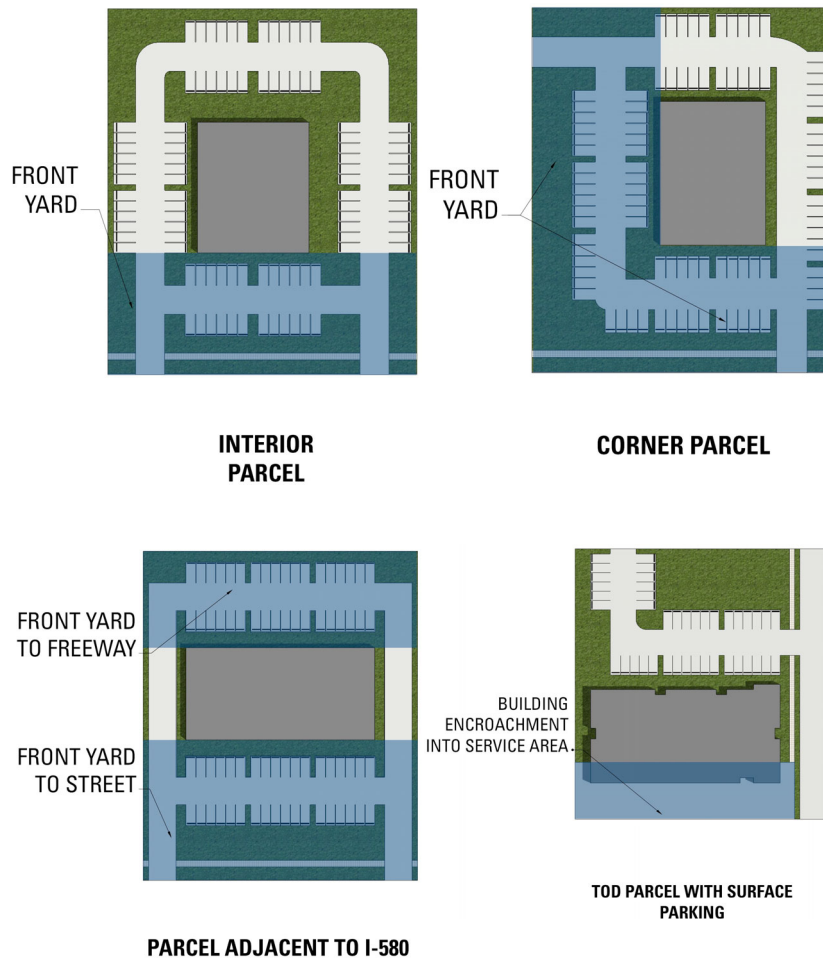 FRONT
YARD
FRONT
YARD
INTERIOR
PARCEL
CORNER PARCEL
FRONT YARD
TO FREEWAY
FRONT YARD
TO STREET
BUILDING
ENCROACHMENT
INTO SERVICE AREA
PARCEL ADJACENT TO I-580
TOD PARCEL WITH SURFACE
PARKING